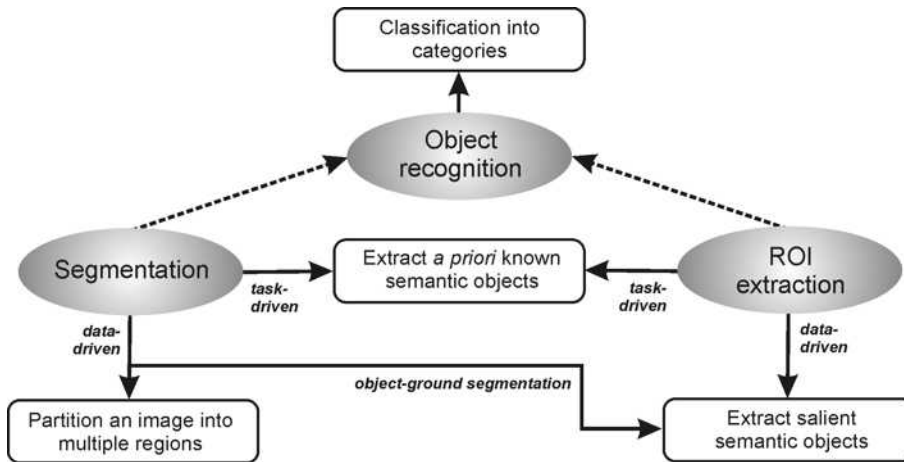 Classification into
categories
Object
recognition
Segmentation
Extract a priori known
semantic objects
ROI
extraction
task-
driven
task-
driven
data-
driven
data-
driven
object-ground segmentation
Partition an image into
multiple regions
Extract salient
semantic objects